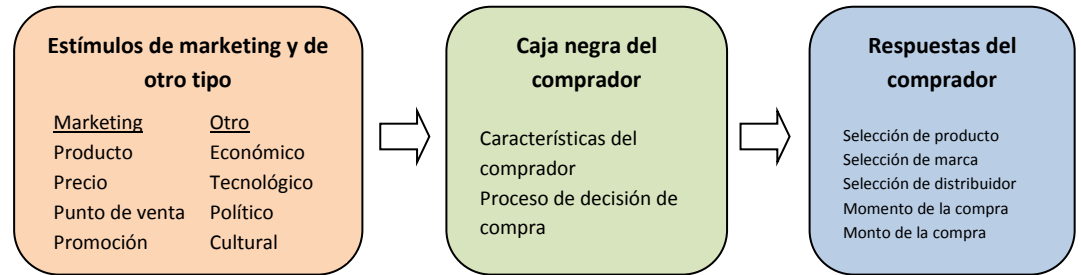 Estímulos de marketing y de
otro tipo
Marketing Otro
Producto Económico
Precio Tecnológico
Punto de venta Político
Promoción Cultural
Caja negra del
comprador
Características del
comprador
Proceso de decisión de
compra
Respuestas del
comprador
Selección de producto
Selección de marca
Selección de distribuidor
Momento de la compra
Monto de la compra